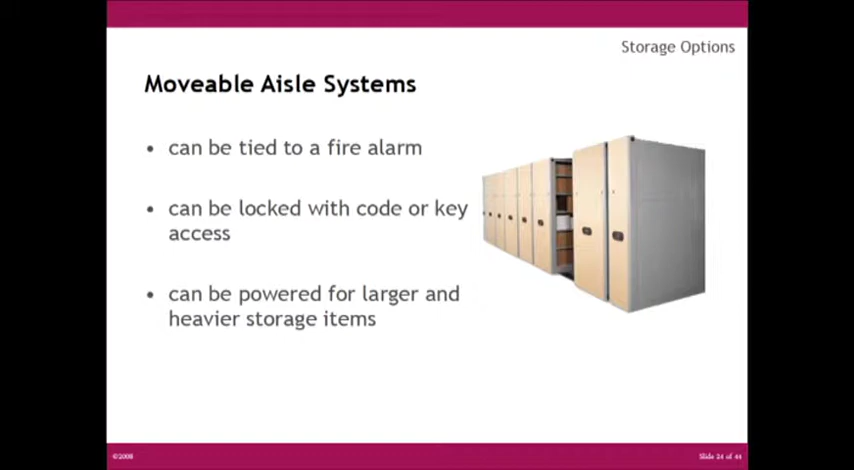 Storage Options
Moveable Aisle Systems
• can be tied to a fire alarm
• can be locked with code or key
access
• can be powered for larger and
heavier storage items
©2008
Slide 24 of 44